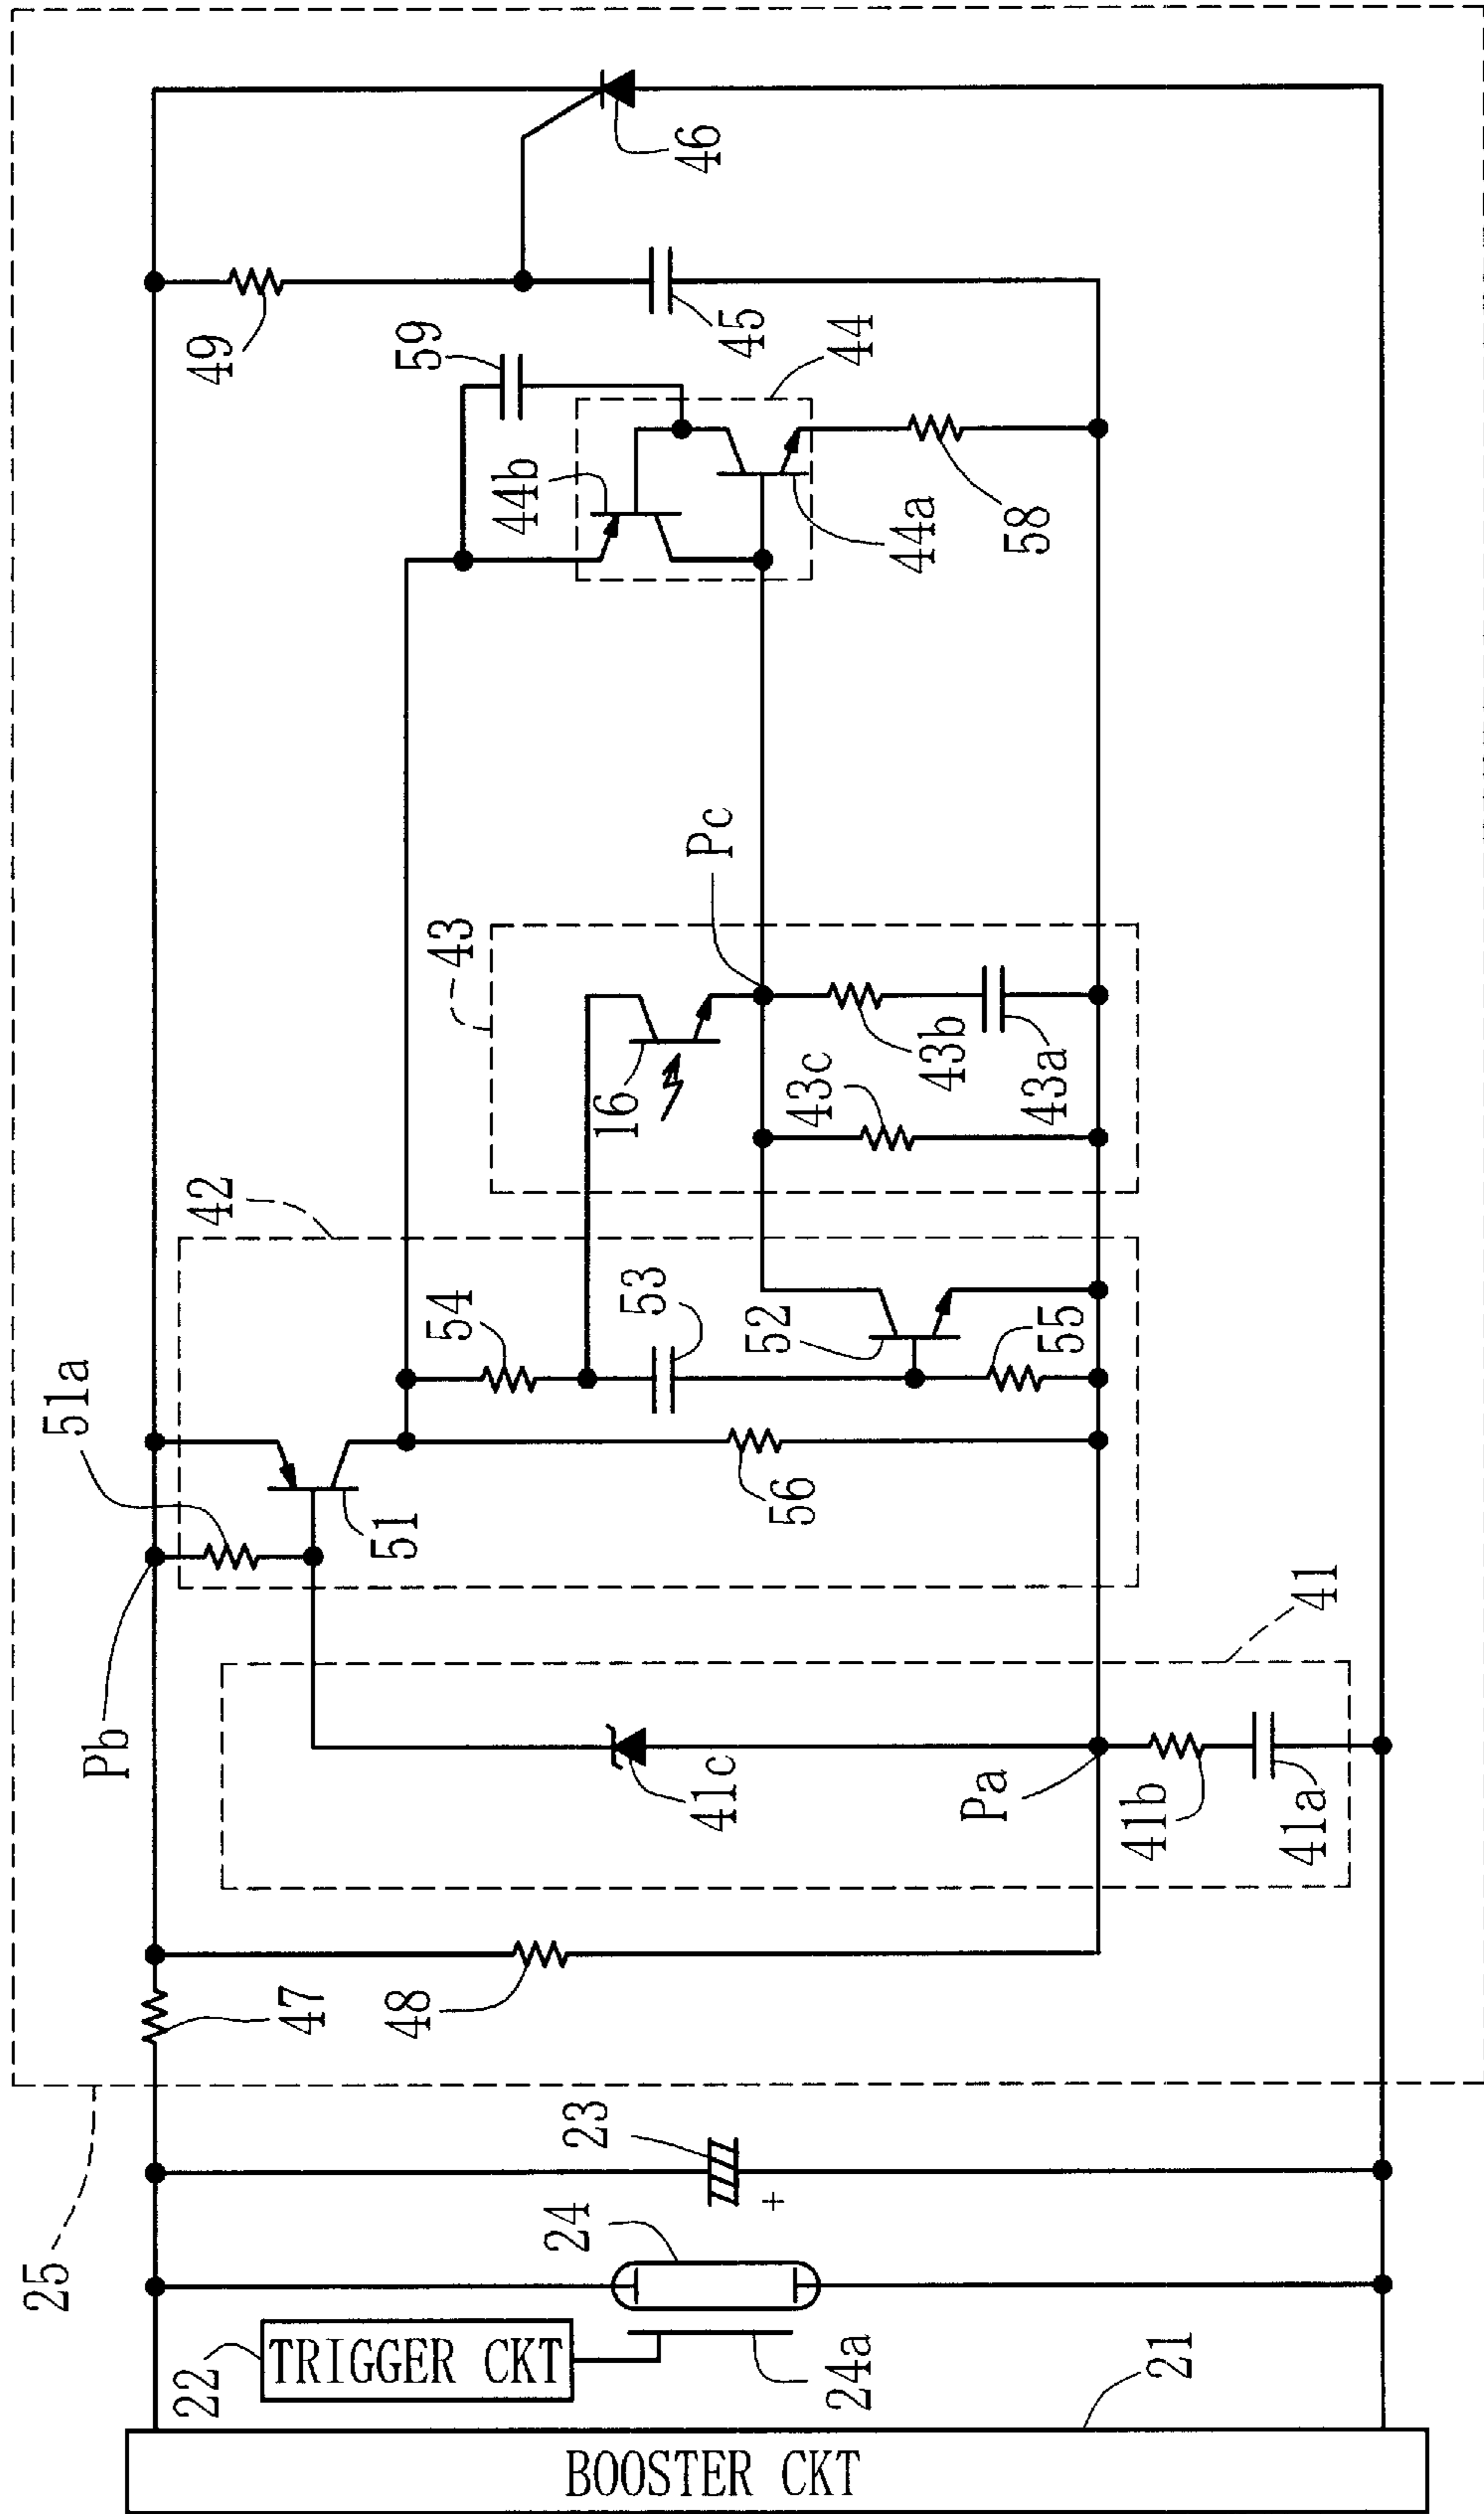 25
22
TRIGGER CKT
24
24a
21
BOOSTER CKT
23
+
47
48
Pb
51a
42
51
41c
Pa
41b
41a
41
54
53
52
55
56
43
16
Pc
43c
43b
43a
49
59
44b
44
44a
45
58
46